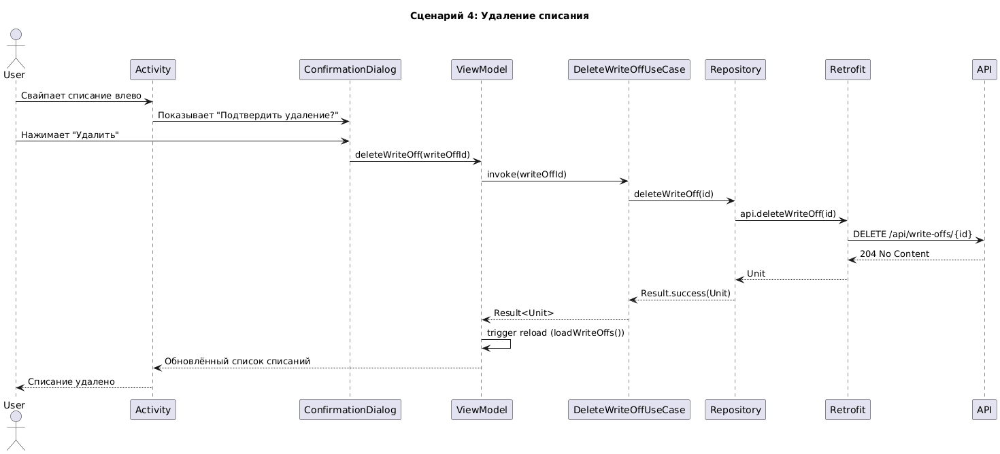 Сценарий 4: Удаление списания
User
Activity
ConfirmationDialog
ViewModel
DeleteWriteOffUseCase
Repository
Retrofit
API
Свайпает списание влево
Показывает "Подтвердить удаление?"
Нажимает "Удалить"
deleteWriteOff(writeOffId)
invoke(writeOffId)
deleteWriteOff(id)
api.deleteWriteOff(id)
DELETE /api/write-offs/{id}
204 No Content
Unit
Result.success(Unit)
Result<Unit>
trigger reload (loadWriteOffs())
Обновлённый список списаний
Списание удалено
User
Activity
ConfirmationDialog
ViewModel
DeleteWriteOffUseCase
Repository
Retrofit
API